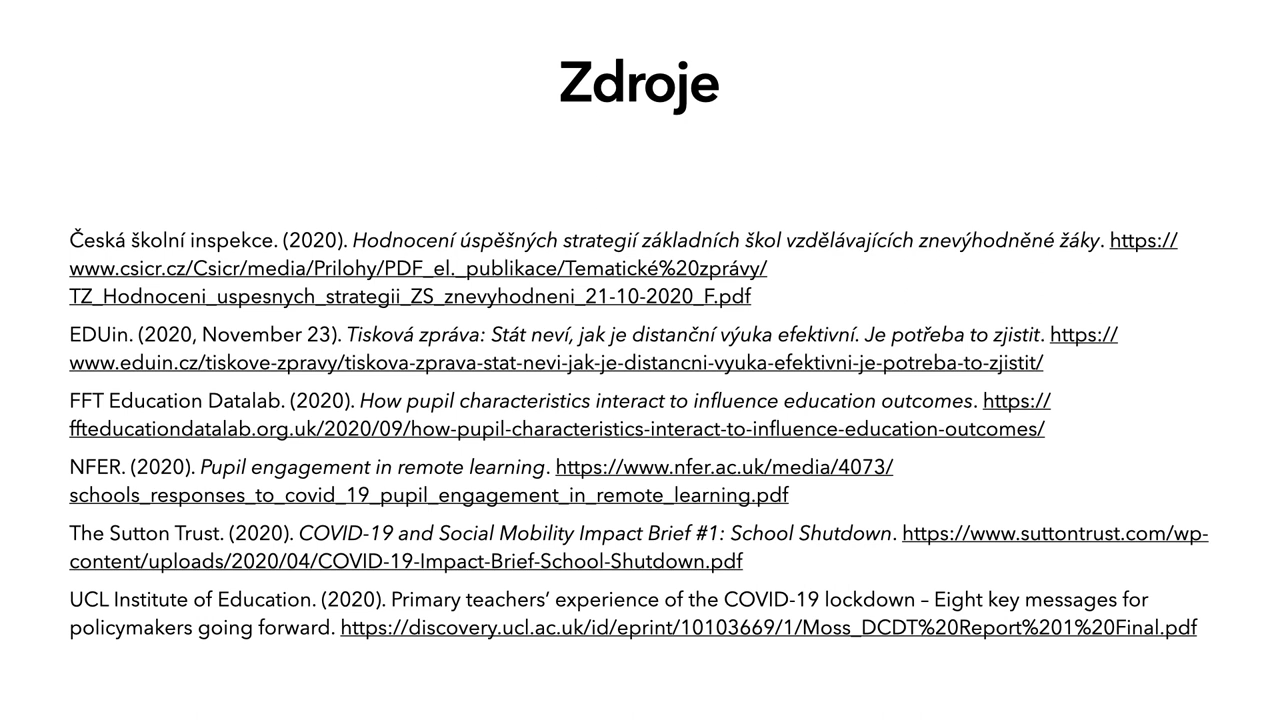 Zdroje
Česká školní inspekce. (2020). Hodnocení úspěšných strategií základních škol vzdělávajících znevýhodněné žáky. https://
www.csicr.cz/Csicr/media/Prilohy/PDF_el._publikace/Tematické%20zprávy/
TZ_Hodnoceni_uspesnych_strategii_ZS_znevyhodneni_21-10-2020_F.pdf
EDUin. (2020, November 23). Tisková zpráva: Stát neví, jak je distanční výuka efektivní. Je potřeba to zjistit. https://
www.eduin.cz/tiskove-zpravy/tiskova-zprava-stat-nevi-jak-je-distancni-vyuka-efektivni-je-potreba-to-zjistit/
FFT Education Datalab. (2020). How pupil characteristics interact to influence education outcomes. https://
ffteducationdatalab.org.uk/2020/09/how-pupil-characteristics-interact-to-influence-education-outcomes/
NFER. (2020). Pupil engagement in remote learning. https://www.nfer.ac.uk/media/4073/
schools_responses_to_covid_19_pupil_engagement_in_remote_learning.pdf
The Sutton Trust. (2020). COVID-19 and Social Mobility Impact Brief #1: School Shutdown. https://www.suttontrust.com/wp-
content/uploads/2020/04/COVID-19-Impact-Brief-School-Shutdown.pdf
UCL Institute of Education. (2020). Primary teachers’ experience of the COVID-19 lockdown – Eight key messages for
policymakers going forward. https://discovery.ucl.ac.uk/id/eprint/10103669/1/Moss_DCDT%20Report%201%20Final.pdf